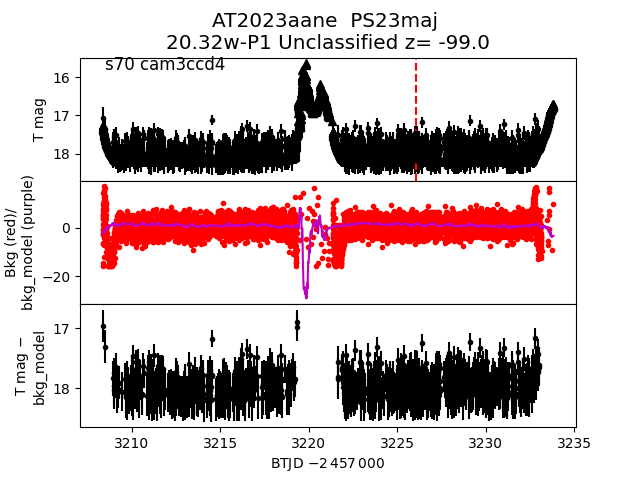 AT2023aane  PS23maj
20.32w-P1 Unclassified z= -99.0
s70 cam3ccd4
T mag
16
17
18
Bkg (red)/
bkg_model (purple)
0
−20
T mag −
bkg_model
17
18
3210 3215 3220 3225 3230 3235
BTJD −2 457 000